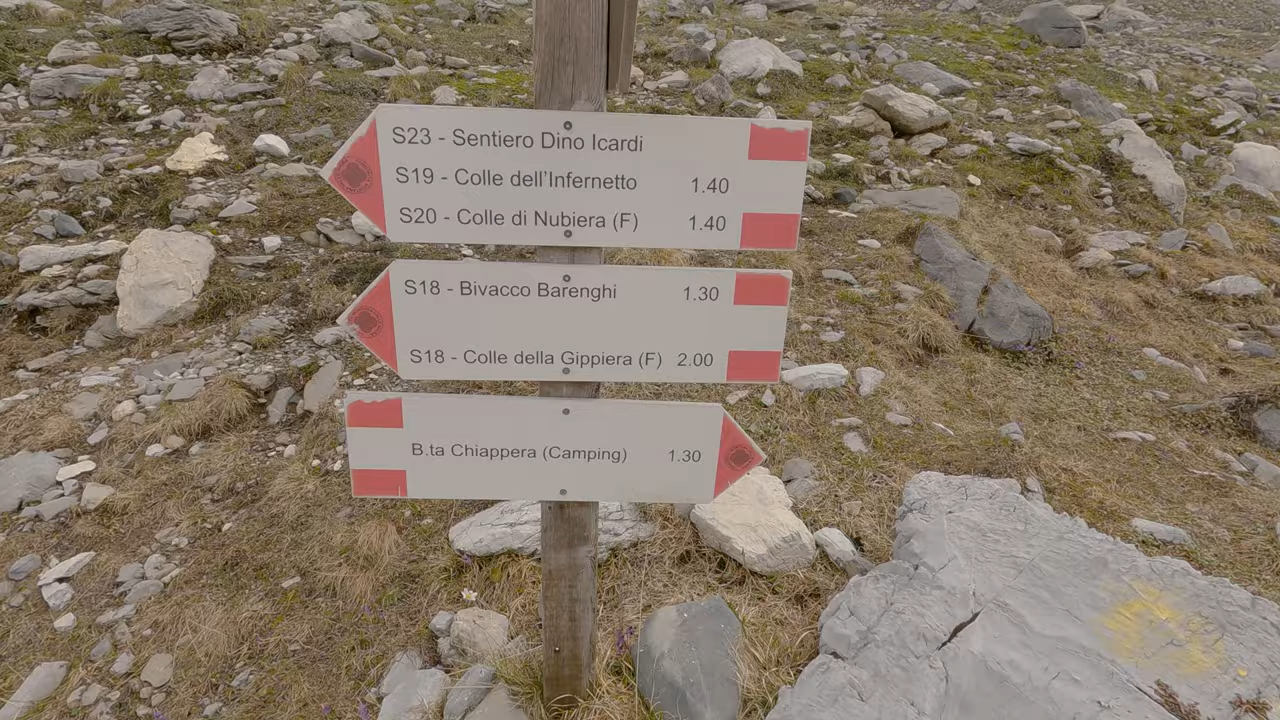 S23 - Sentiero Dino Icardi
S19 - Colle dell'Infernetto 1.40
S20 - Colle di Nubiera (F) 1.40
S18 - Bivacco Barenghi 1.30
S18 - Colle della Gippiera (F) 2.00
B.ta Chiappera (Camping) 1.30